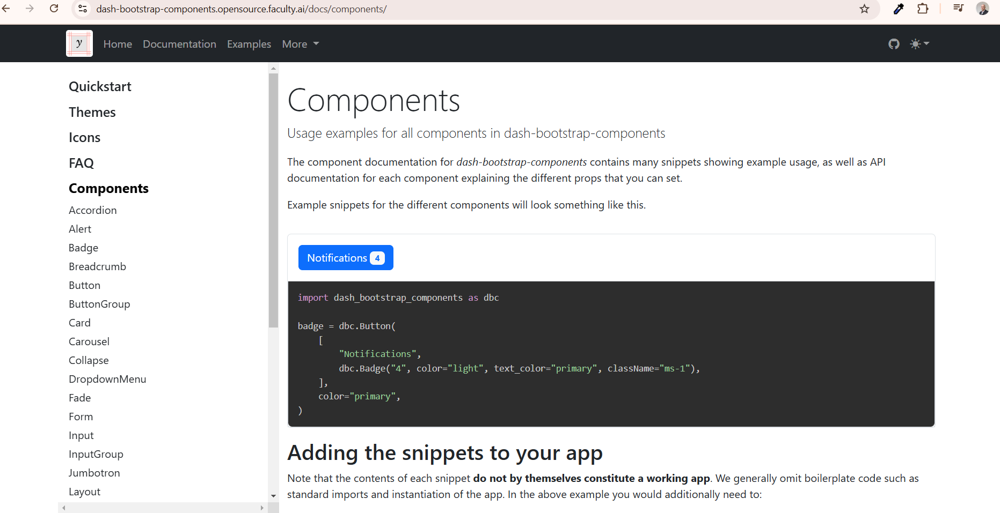 dash-bootstrap-components.opensource.faculty.ai/docs/components/
y Home Documentation Examples More
Quickstart
Themes
Icons
FAQ
Components
Accordion
Alert
Badge
Breadcrumb
Button
ButtonGroup
Card
Carousel
Collapse
DropdownMenu
Fade
Form
Input
InputGroup
Jumbotron
Layout
Components
Usage examples for all components in dash-bootstrap-components
The component documentation for dash-bootstrap-components contains many snippets showing example usage, as well as API
documentation for each component explaining the different props that you can set.
Example snippets for the different components will look something like this.
Notifications 4
import dash_bootstrap_components as dbc
badge = dbc.Button(
    [
        "Notifications",
        dbc.Badge("4", color="light", text_color="primary", className="ms-1"),
    ],
    color="primary",
)
Adding the snippets to your app
Note that the contents of each snippet do not by themselves constitute a working app. We generally omit boilerplate code such as
standard imports and instantiation of the app. In the above example you would additionally need to: